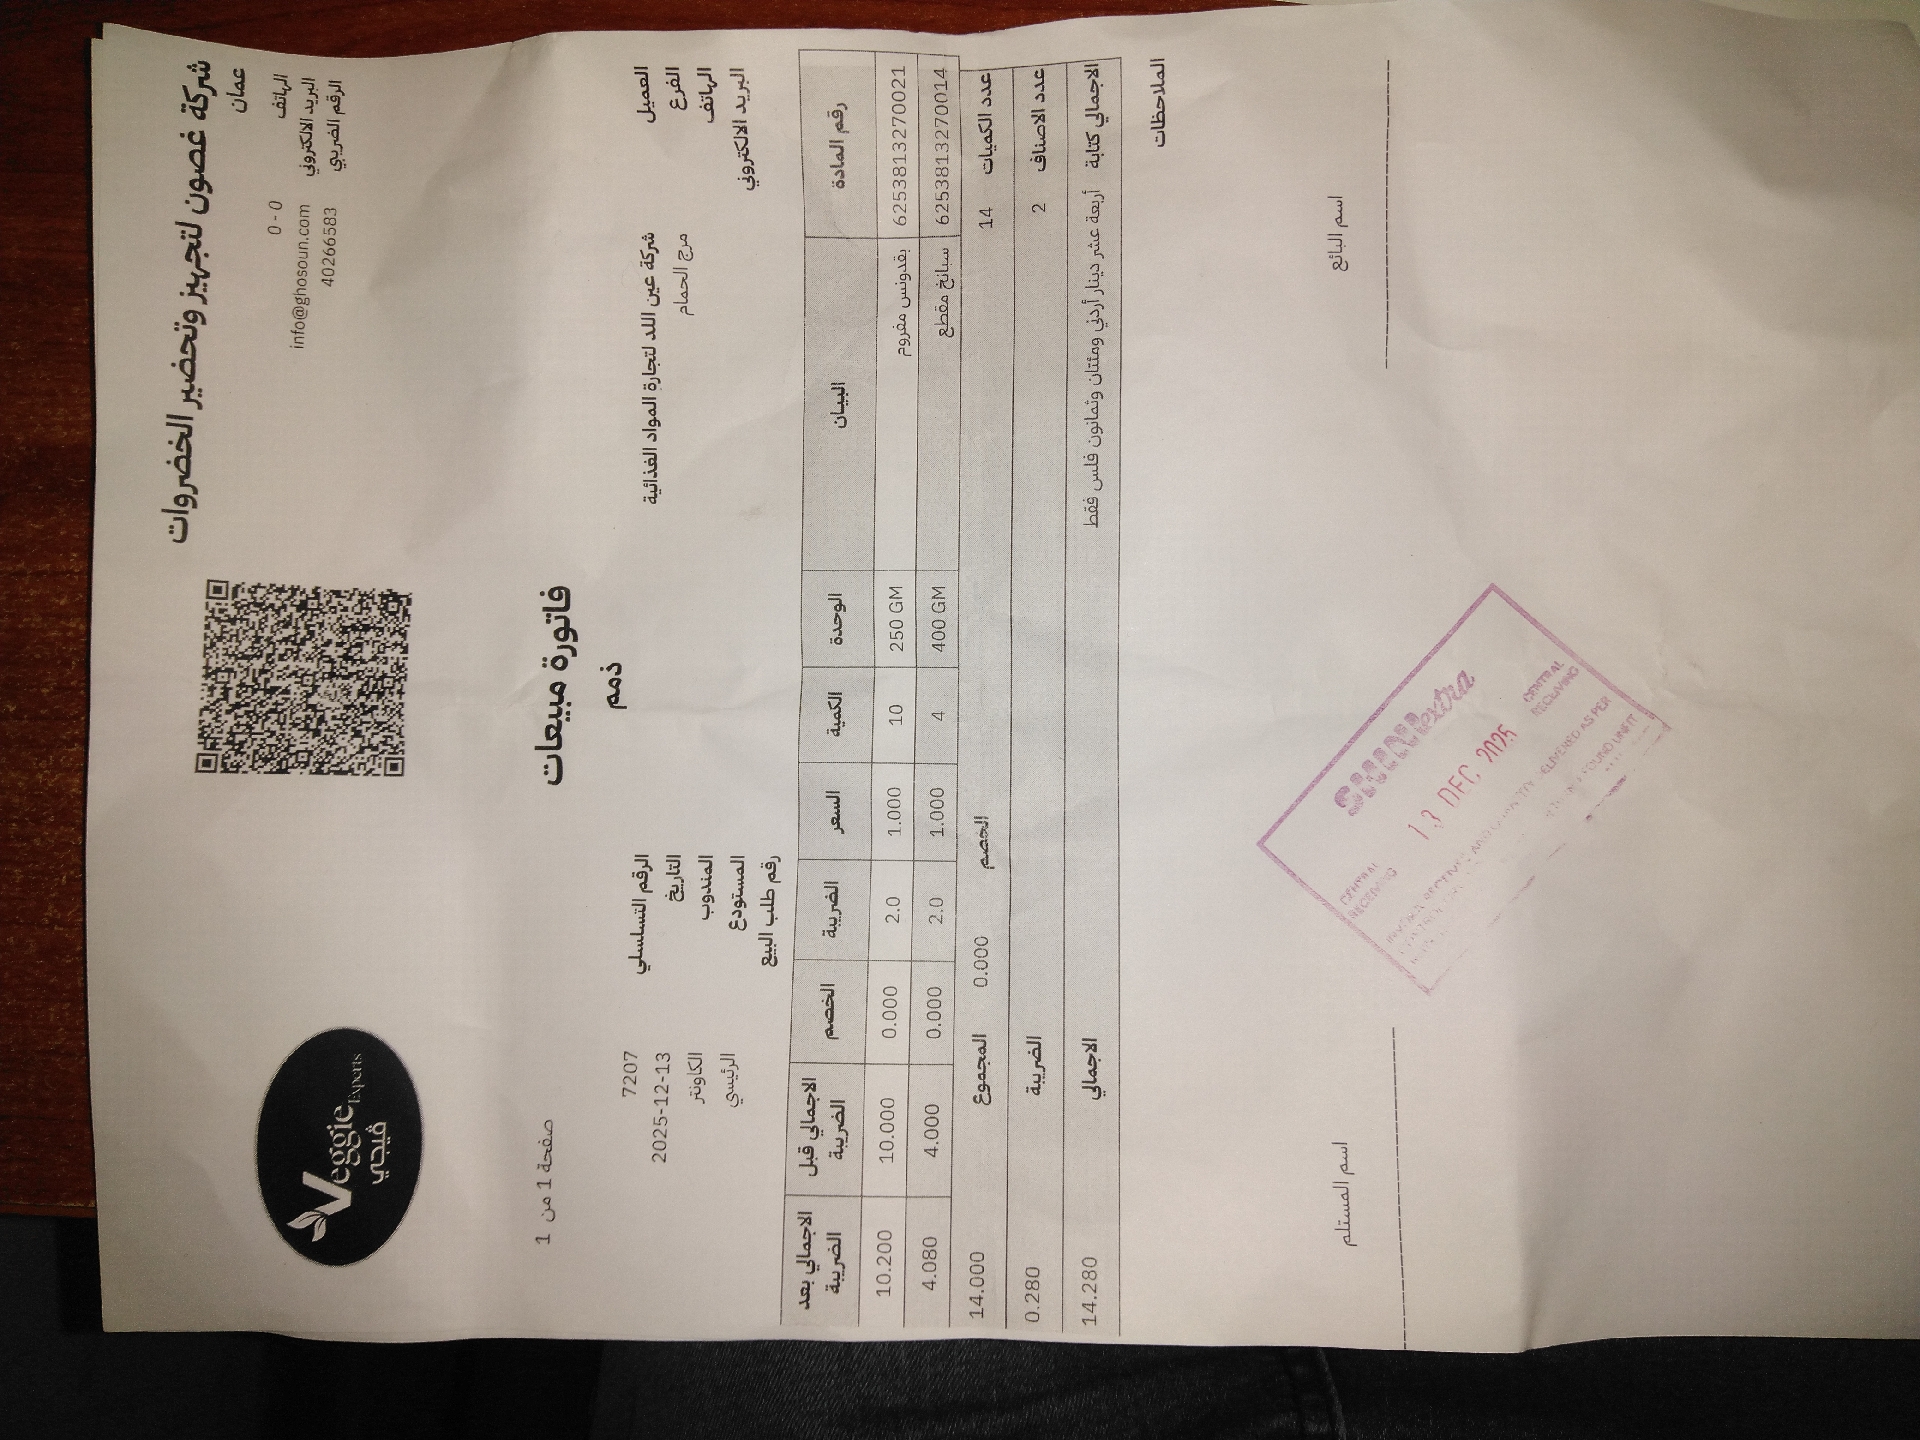 شركة غصون لتجهيز وتحضير الخضروات
عمان
الهاتف 0 - 0
البريد الالكتروني info@ghosoun.com
الرقم الضريبي 40266583
Veggie Experts
ڤيجي
فاتورة مبيعات
ذمم
صفحة 1 من 1
العميل شركة عين اللد لتجارة المواد الغذائية
الفرع مرج الحمام
الهاتف
البريد الالكتروني
الرقم التسلسلي 7207
التاريخ 2025-12-13
المندوب الكاونتر
المستودع الرئيسي
رقم طلب البيع
رقم المادة البيان الوحدة الكمية السعر الضريبة الخصم الاجمالي قبل الضريبة الاجمالي بعد الضريبة
6253813270021 بقدونس مفروم 250 GM 10 1.000 2.0 0.000 10.000 10.200
6253813270014 سبانخ مقطع 400 GM 4 1.000 2.0 0.000 4.000 4.080
عدد الكميات 14 الخصم 0.000 المجموع 14.000
عدد الاصناف 2 الضريبة 0.280
الاجمالي كتابة أربعة عشر دينار أردني ومئتان وثمانون فلس فقط الاجمالي 14.280
الملاحظات
اسم البائع
اسم المستلم
extra
CENTRAL RECEIVING
13 DEC 2025
CENTRAL RECEIVING